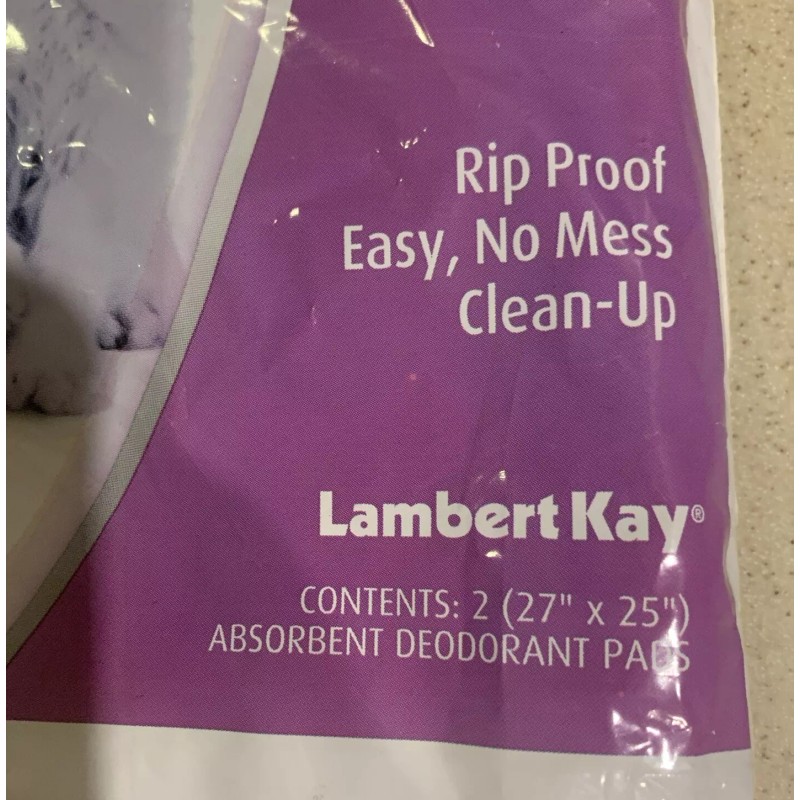 Rip Proof
Easy, No Mess
Clean-Up
Lambert Kay®
CONTENTS: 2 (27" x 25")
ABSORBENT DEODORANT PADS